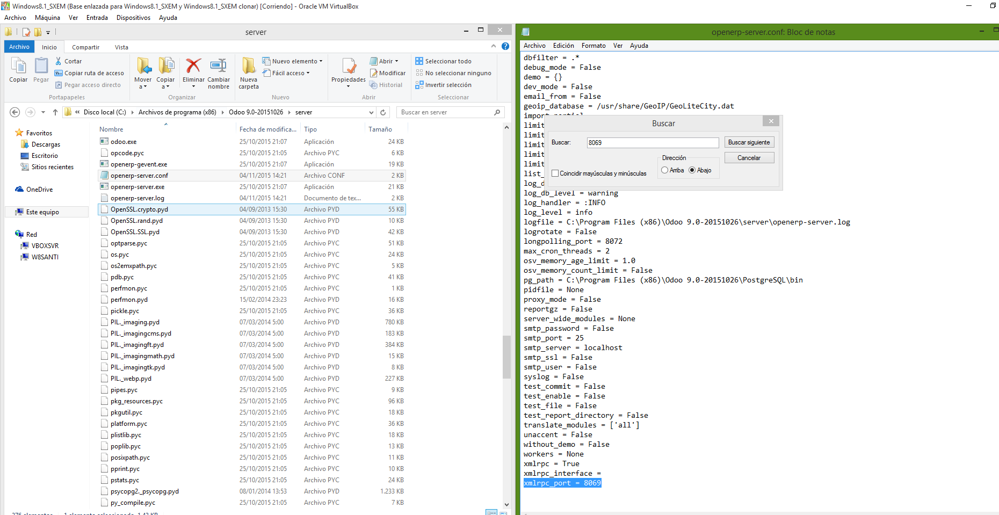 Windows8.1_SXEM (Base enlazada para Windows8.1_SXEM y Windows8.1_SXEM clonar) [Corriendo] - Oracle VM VirtualBox
Archivo Máquina Ver Entrada Dispositivos Ayuda
server
Archivo Inicio Compartir Vista
Copiar
Pegar
Cortar
Copiar ruta de acceso
Pegar acceso directo
Portapapeles
Mover a
Copiar a
Eliminar
Cambiar nombre
Organizar
Nueva carpeta
Nuevo elemento
Fácil acceso
Nuevo
Propiedades
Abrir
Modificar
Historial
Abrir
Seleccionar todo
No seleccionar ninguno
Invertir selección
Seleccionar
« Disco local (C:) Archivos de programa (x86) Odoo 9.0-20151026 server
Buscar en server
Favoritos
Descargas
Escritorio
Sitios recientes
OneDrive
Este equipo
Red
VBOXSVR
W8SANTI
Nombre Fecha de modifica... Tipo Tamaño
odoo.exe 25/10/2015 21:07 Aplicación 24 KB
opcode.pyc 25/10/2015 21:05 Archivo PYC 6 KB
openerp-gevent.exe 25/10/2015 21:07 Aplicación 19 KB
openerp-server.conf 04/11/2015 14:21 Archivo CONF 2 KB
openerp-server.exe 25/10/2015 21:07 Aplicación 21 KB
openerp-server.log 04/11/2015 14:21 Documento de tex... 2 KB
OpenSSL.crypto.pyd 04/09/2013 15:30 Archivo PYD 55 KB
OpenSSL.rand.pyd 04/09/2013 15:30 Archivo PYD 10 KB
OpenSSL.SSL.pyd 04/09/2013 15:30 Archivo PYD 42 KB
optparse.pyc 25/10/2015 21:05 Archivo PYC 51 KB
os.pyc 25/10/2015 21:05 Archivo PYC 24 KB
os2emxpath.pyc 25/10/2015 21:05 Archivo PYC 5 KB
pdb.pyc 25/10/2015 21:05 Archivo PYC 41 KB
perfmon.pyc 25/10/2015 21:05 Archivo PYC 1 KB
perfmon.pyd 15/02/2014 23:23 Archivo PYD 16 KB
pickle.pyc 25/10/2015 21:05 Archivo PYC 36 KB
PIL._imaging.pyd 07/03/2014 5:00 Archivo PYD 780 KB
PIL._imagingcms.pyd 07/03/2014 5:00 Archivo PYD 183 KB
PIL._imagingft.pyd 07/03/2014 5:00 Archivo PYD 384 KB
PIL._imagingmath.pyd 07/03/2014 5:00 Archivo PYD 15 KB
PIL._imagingtk.pyd 07/03/2014 5:00 Archivo PYD 8 KB
PIL._webp.pyd 07/03/2014 5:00 Archivo PYD 227 KB
pipes.pyc 25/10/2015 21:05 Archivo PYC 9 KB
pkg_resources.pyc 25/10/2015 21:05 Archivo PYC 96 KB
pkgutil.pyc 25/10/2015 21:05 Archivo PYC 18 KB
platform.pyc 25/10/2015 21:05 Archivo PYC 36 KB
plistlib.pyc 25/10/2015 21:05 Archivo PYC 18 KB
poplib.pyc 25/10/2015 21:05 Archivo PYC 13 KB
posixpath.pyc 25/10/2015 21:05 Archivo PYC 11 KB
pprint.pyc 25/10/2015 21:05 Archivo PYC 10 KB
pstats.pyc 25/10/2015 21:05 Archivo PYC 24 KB
psycopg2._psycopg.pyd 08/01/2014 13:53 Archivo PYD 1.233 KB
py_compile.pyc 25/10/2015 21:05 Archivo PYC 7 KB
276 elementos 1 elemento seleccionado 1,43 KB
openerp-server.conf: Bloc de notas
Archivo Edición Formato Ver Ayuda
dbfilter = .*
debug_mode = False
demo = {}
dev_mode = False
email_from = False
geoip_database = /usr/share/GeoIP/GeoLiteCity.dat
import_partial
limit
limit
limit
limit
limit
list_
log_d
log_db_level = warning
log_handler = :INFO
log_level = info
logfile = C:\Program Files (x86)\Odoo 9.0-20151026\server\openerp-server.log
logrotate = False
longpolling_port = 8072
max_cron_threads = 2
osv_memory_age_limit = 1.0
osv_memory_count_limit = False
pg_path = C:\Program Files (x86)\Odoo 9.0-20151026\PostgreSQL\bin
pidfile = None
proxy_mode = False
reportgz = False
server_wide_modules = None
smtp_password = False
smtp_port = 25
smtp_server = localhost
smtp_ssl = False
smtp_user = False
syslog = False
test_commit = False
test_enable = False
test_file = False
test_report_directory = False
translate_modules = ['all']
unaccent = False
without_demo = False
workers = None
xmlrpc = True
xmlrpc_interface =
xmlrpc_port = 8069
Buscar
Buscar: 8069
Buscar siguiente
Cancelar
Dirección
Arriba Abajo
Coincidir mayúsculas y minúsculas